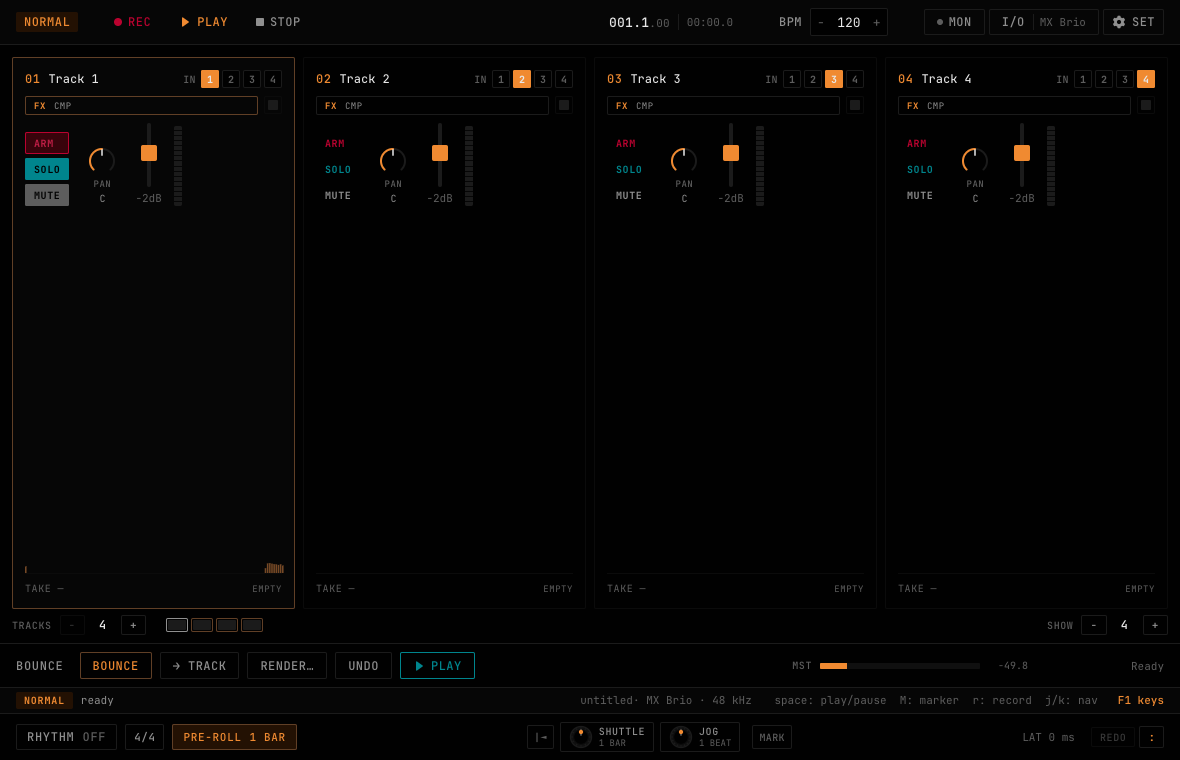 NORMAL REC PLAY STOP 001.1.00 00:00.0 BPM - 120 + MON I/O MX Brio SET
01 Track 1 IN 1 2 3 4 02 Track 2 IN 1 2 3 4 03 Track 3 IN 1 2 3 4 04 Track 4 IN 1 2 3 4
FX CMP FX CMP FX CMP FX CMP
ARM ARM ARM ARM
SOLO SOLO SOLO SOLO
PAN PAN PAN PAN
MUTE C -2dB MUTE C -2dB MUTE C -2dB MUTE C -2dB
TAKE — EMPTY TAKE — EMPTY TAKE — EMPTY TAKE — EMPTY
TRACKS - 4 + SHOW - 4 +
BOUNCE BOUNCE → TRACK RENDER… UNDO PLAY MST -49.8 Ready
NORMAL ready untitled· MX Brio · 48 kHz space: play/pause M: marker r: record j/k: nav F1 keys
RHYTHM OFF 4/4 PRE-ROLL 1 BAR |→ SHUTTLE 1 BAR JOG 1 BEAT MARK LAT 0 ms REDO :